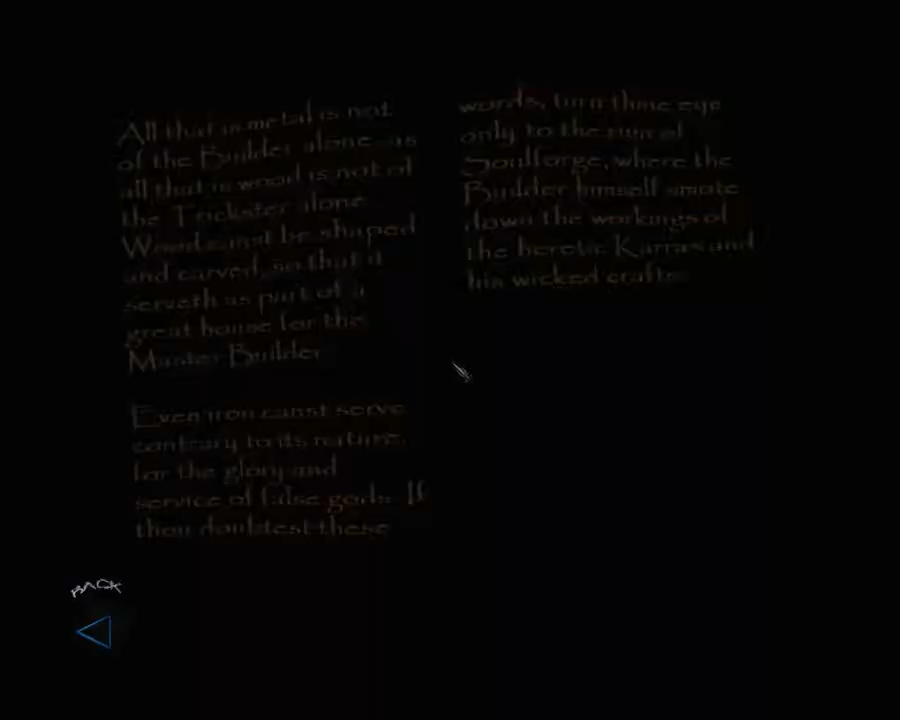 All that is metal is not
of the Builder alone, as
all that is wood is not of
the Trickster alone.
Wood canst be shaped
and carved, so that it
serveth as part of a
great house for the
Master Builder.
Even iron canst serve
contrary to its nature,
for the glory and
service of false gods. If
thou doubtest these
words, turn thine eye
only to the ruin of
Soulforge, where the
Builder himself smote
down the workings of
the heretic Karras and
his wicked crafts.
BACK